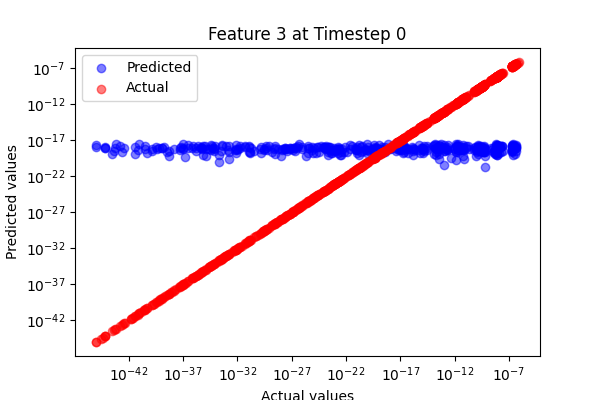 Feature 3 at Timestep 0
Predicted
Actual
Predicted values
10⁻⁷
10⁻¹²
10⁻¹⁷
10⁻²²
10⁻²⁷
10⁻³²
10⁻³⁷
10⁻⁴²
10⁻⁴² 10⁻³⁷ 10⁻³² 10⁻²⁷ 10⁻²² 10⁻¹⁷ 10⁻¹² 10⁻⁷
Actual values